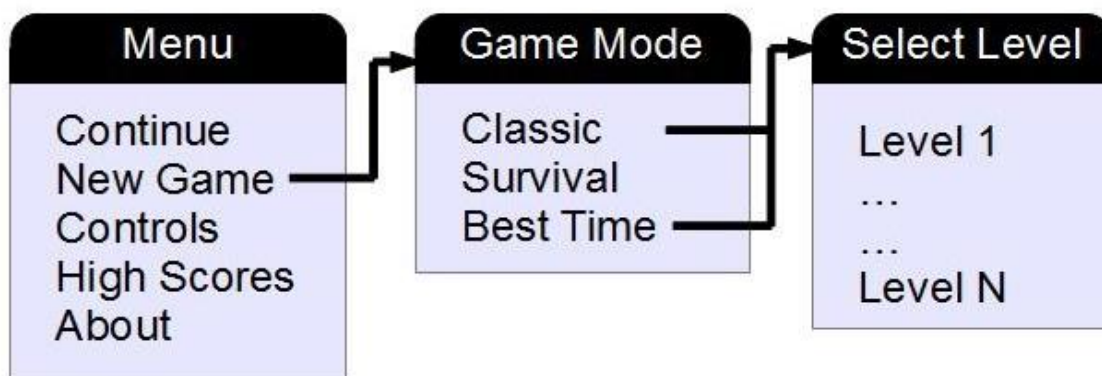 Menu
Continue
New Game
Controls
High Scores
About
Game Mode
Classic
Survival
Best Time
Select Level
Level 1
...
...
Level N